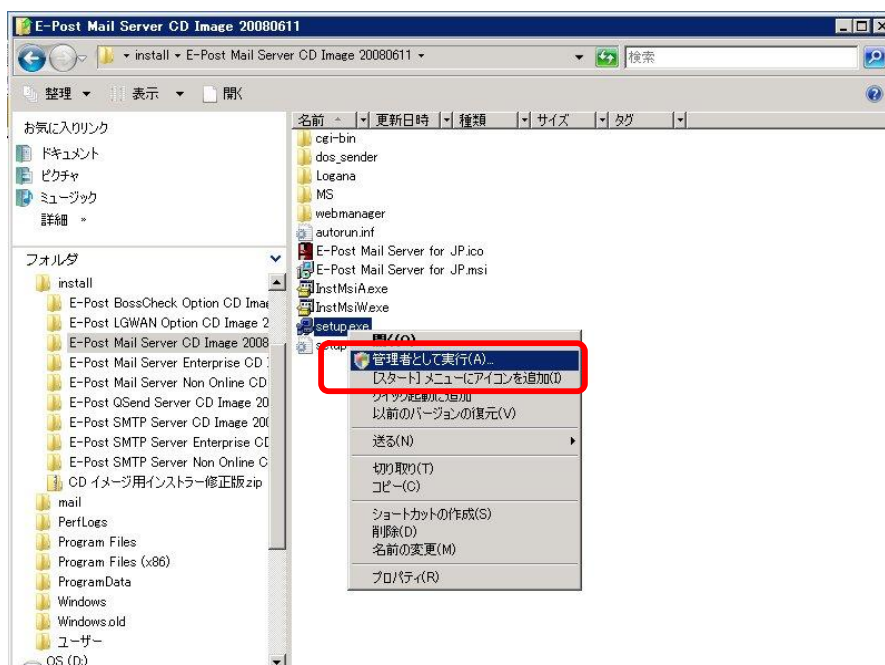 E-Post Mail Server CD Image 20080611
install E-Post Mail Server CD Image 20080611
検索
整理 表示 開く
お気に入りリンク
ドキュメント
ピクチャ
ミュージック
詳細 »
フォルダ
install
E-Post BossCheck Option CD Imag
E-Post LGWAN Option CD Image 2
E-Post Mail Server CD Image 2008
E-Post Mail Server Enterprise CD
E-Post Mail Server Non Online CD
E-Post QSend Server CD Image 20
E-Post SMTP Server CD Image 200
E-Post SMTP Server Enterprise CD
E-Post SMTP Server Non Online C
CD イメージ用インストラー修正版.zip
mail
PerfLogs
Program Files
Program Files (x86)
ProgramData
Windows
Windows.old
ユーザー
OS (D:)
名前 更新日時 種類 サイズ タグ
cgi-bin
dos_sender
Logana
MS
webmanager
autorun.inf
E-Post Mail Server for JP.ico
E-Post Mail Server for JP.msi
InstMsiA.exe
InstMsiW.exe
setup.exe
setup
開く(O)
管理者として実行(A)...
[スタート] メニューにアイコンを追加(I)
クイック起動に追加
以前のバージョンの復元(V)
送る(N)
切り取り(T)
コピー(C)
ショートカットの作成(S)
削除(D)
名前の変更(M)
プロパティ(R)